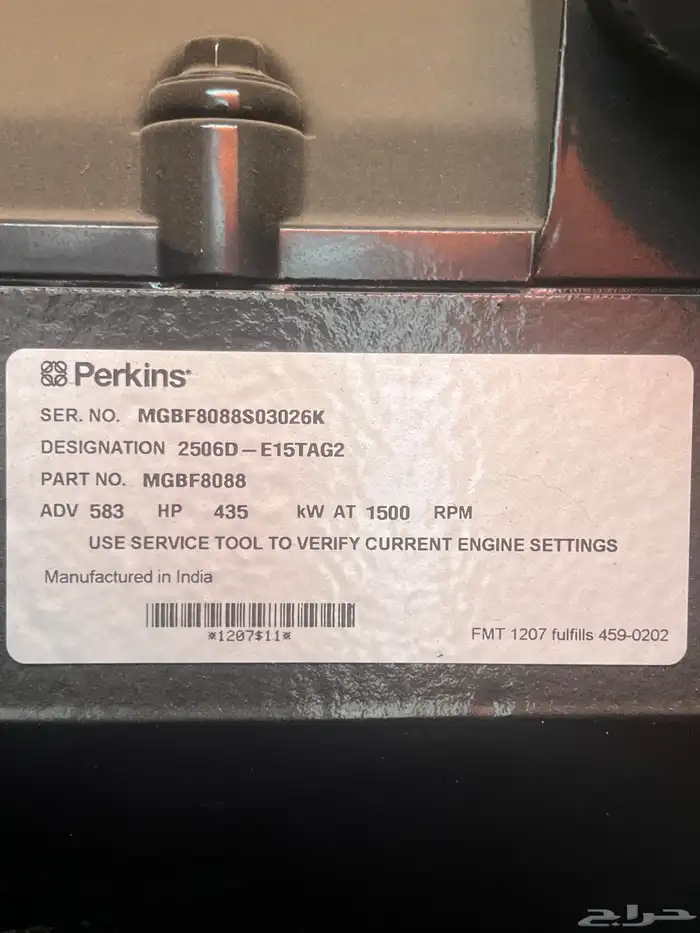 Perkins
SER. NO. MGBF8088S03026K
DESIGNATION 2506D – E15TAG2
PART NO. MGBF8088
ADV 583 HP 435 kW AT 1500 RPM
USE SERVICE TOOL TO VERIFY CURRENT ENGINE SETTINGS
Manufactured in India
*1207$11*
FMT 1207 fulfills 459-0202
حراج